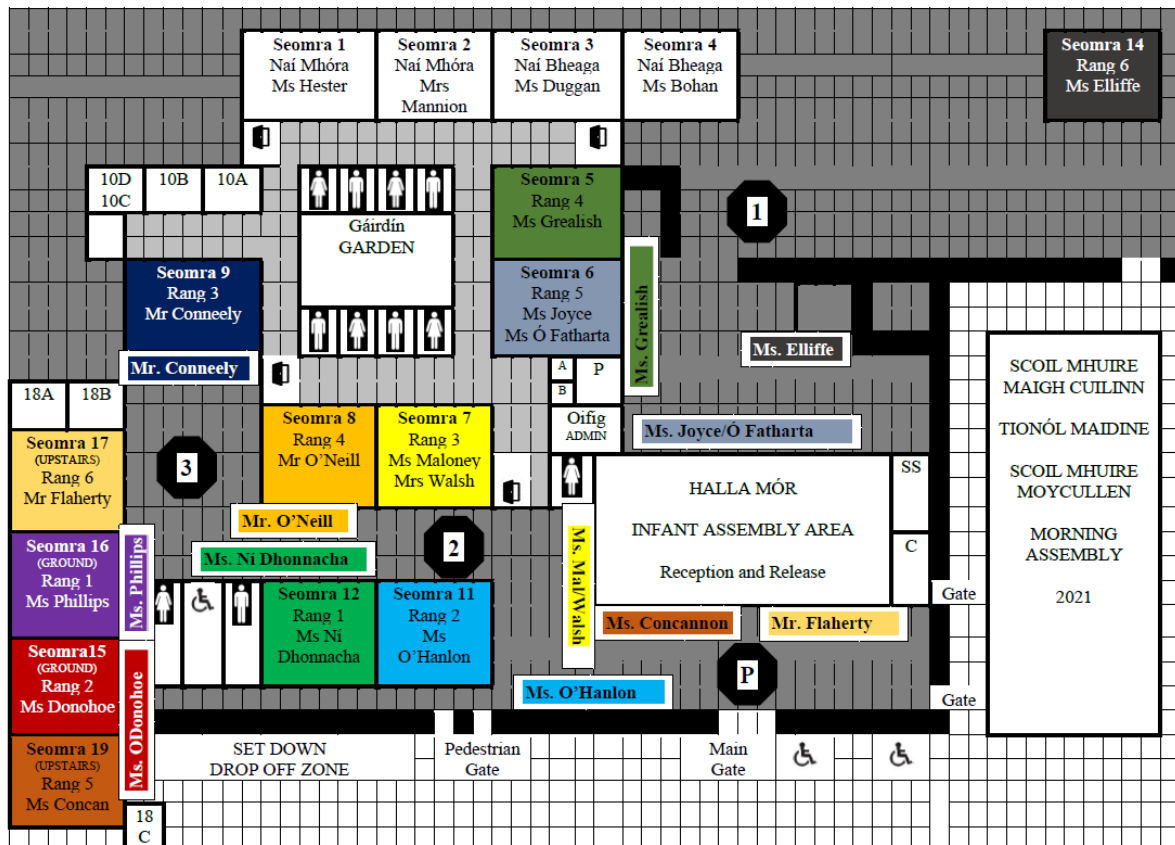 Seomra 1
Naí Mhóra
Ms Hester
Seomra 2
Naí Mhóra
Mrs
Mannion
Seomra 3
Naí Bheaga
Ms Duggan
Seomra 4
Naí Bheaga
Ms Bohan
Seomra 14
Rang 6
Ms Elliffe
10D
10C
10B
10A
Gáirdín
GARDEN
Seomra 5
Rang 4
Ms Grealish
1
Seomra 9
Rang 3
Mr Conneely
Seomra 6
Rang 5
Ms Joyce
Ms Ó Fatharta
Ms. Grealish
Ms. Elliffe
Mr. Conneely
A
B
P
Oifig
ADMIN
Ms. Joyce/Ó Fatharta
18A
18B
Seomra 17
(UPSTAIRS)
Rang 6
Mr Flaherty
3
Seomra 8
Rang 4
Mr O’Neill
Seomra 7
Rang 3
Ms Maloney
Mrs Walsh
HALLA MÓR
INFANT ASSEMBLY AREA
Reception and Release
SS
C
Mr. O’Neill
Ms. Ní Dhonnacha
2
Ms. Mal/Walsh
Seomra 16
(GROUND)
Rang 1
Ms Phillips
Ms. Phillips
Seomra 12
Rang 1
Ms Ní
Dhonnacha
Seomra 11
Rang 2
Ms
O’Hanlon
Ms. Concannon
Mr. Flaherty
P
Ms. O’Hanlon
Gate
Gate
Seomra15
(GROUND)
Rang 2
Ms Donohoe
Ms. ODonohoe
Seomra 19
(UPSTAIRS)
Rang 5
Ms Concan
18
C
SET DOWN
DROP OFF ZONE
Pedestrian
Gate
Main
Gate
SCOIL MHUIRE
MAIGH CUILINN
TIONÓL MAIDINE
SCOIL MHUIRE
MOYCULLEN
MORNING
ASSEMBLY
2021